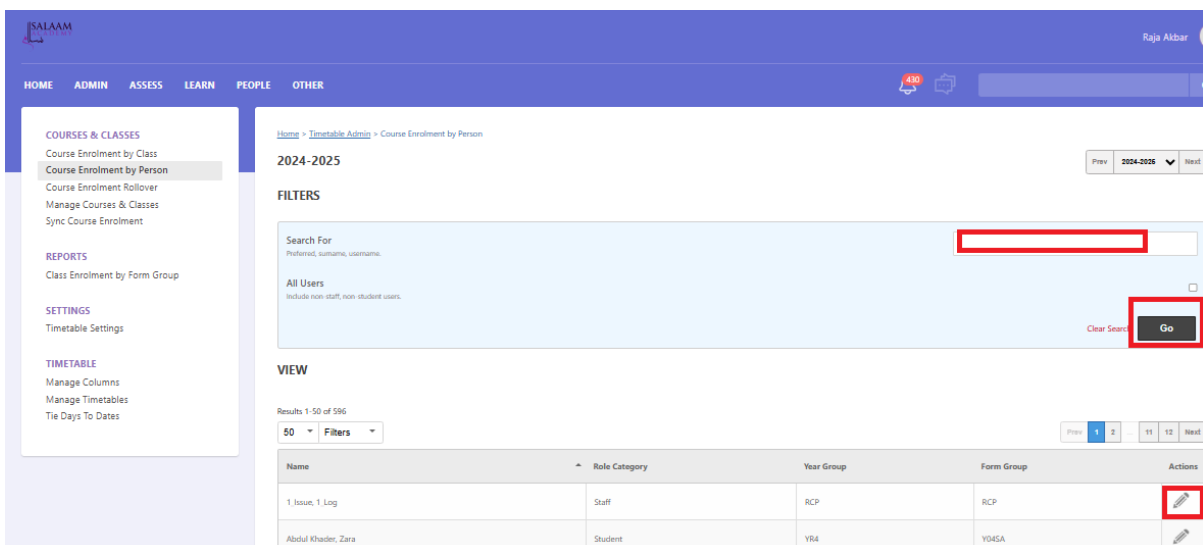 SALAAM
ACADEMY
Raja Akbar
HOME ADMIN ASSESS LEARN PEOPLE OTHER
430
COURSES & CLASSES
Course Enrolment by Class
Course Enrolment by Person
Course Enrolment Rollover
Manage Courses & Classes
Sync Course Enrolment
REPORTS
Class Enrolment by Form Group
SETTINGS
Timetable Settings
TIMETABLE
Manage Columns
Manage Timetables
Tie Days To Dates
Home > Timetable Admin > Course Enrolment by Person
2024-2025
Prev 2024-2025 Next
FILTERS
Search For
Preferred, surname, username.
All Users
Include non-staff, non-student users.
Clear Search Go
VIEW
Results 1-50 of 596
50 Filters
Prev 1 2 .. 11 12 Next
Name Role Category Year Group Form Group Actions
1_Issue, 1_Log Staff RCP RCP
Abdul Khader, Zara Student YR4 Y04SA